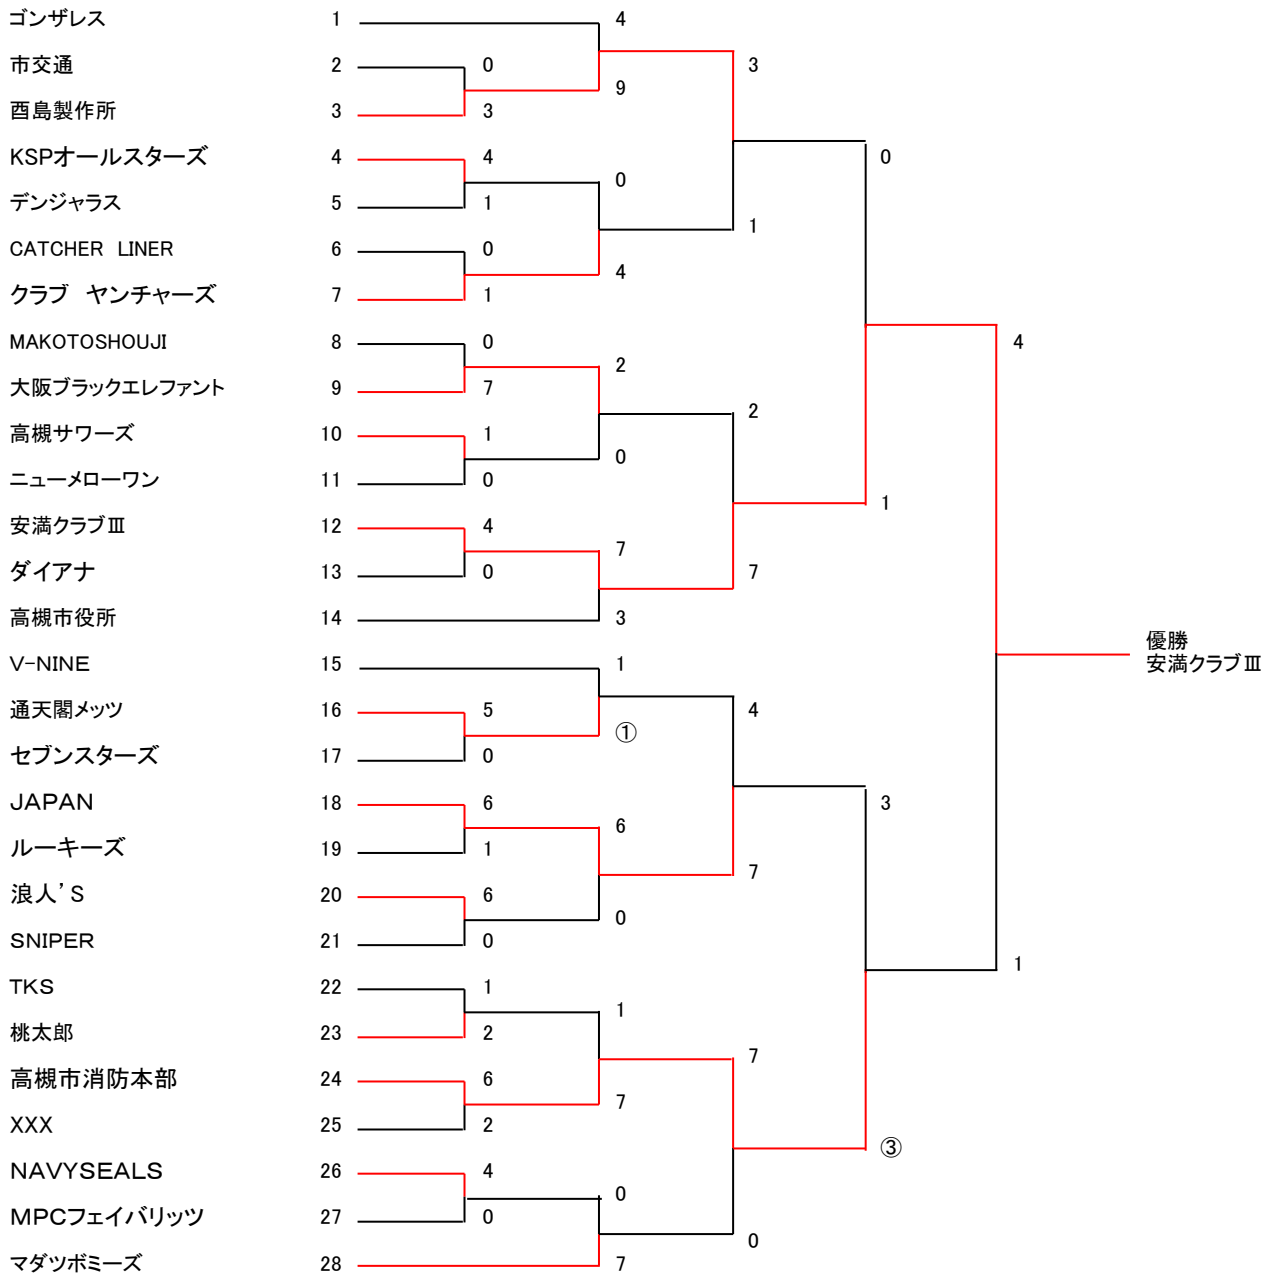 ゴンザレス 1 4
市交通 2 0 3
9
酉島製作所 3 3
KSPオールスターズ 4 4 0
0
デンジャラス 5 1
1
CATCHER LINER 6 0
4
クラブ ヤンチャーズ 7 1
MAKOTOSHOUJI 8 0 4
2
大阪ブラックエレファント 9 7
2
高槻サワーズ 10 1
0
ニューメローワン 11 0
1
安満クラブⅢ 12 4
7
ダイアナ 13 0 7
高槻市役所 14 3
優勝
V-NINE 15 1 安満クラブⅢ
通天閣メッツ 16 5 4
①
セブンスターズ 17 0
JAPAN 18 6 3
6
ルーキーズ 19 1
7
浪人’S 20 6
0
SNIPER 21 0
1
TKS 22 1
1
桃太郎 23 2
7
高槻市消防本部 24 6
7
XXX 25 2
③
NAVYSEALS 26 4
0
MPCフェイバリッツ 27 0
0
マダツボミーズ 28 7